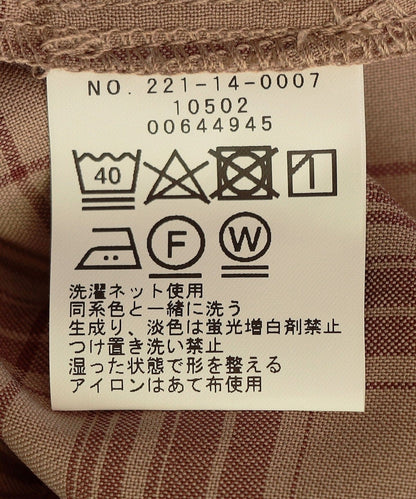 NO. 221-14-0007
10502
00644945
40
F W
洗濯ネット使用
同系色と一緒に洗う
生成り、淡色は蛍光増白剤禁止
つけ置き洗い禁止
湿った状態で形を整える
アイロンはあて布使用